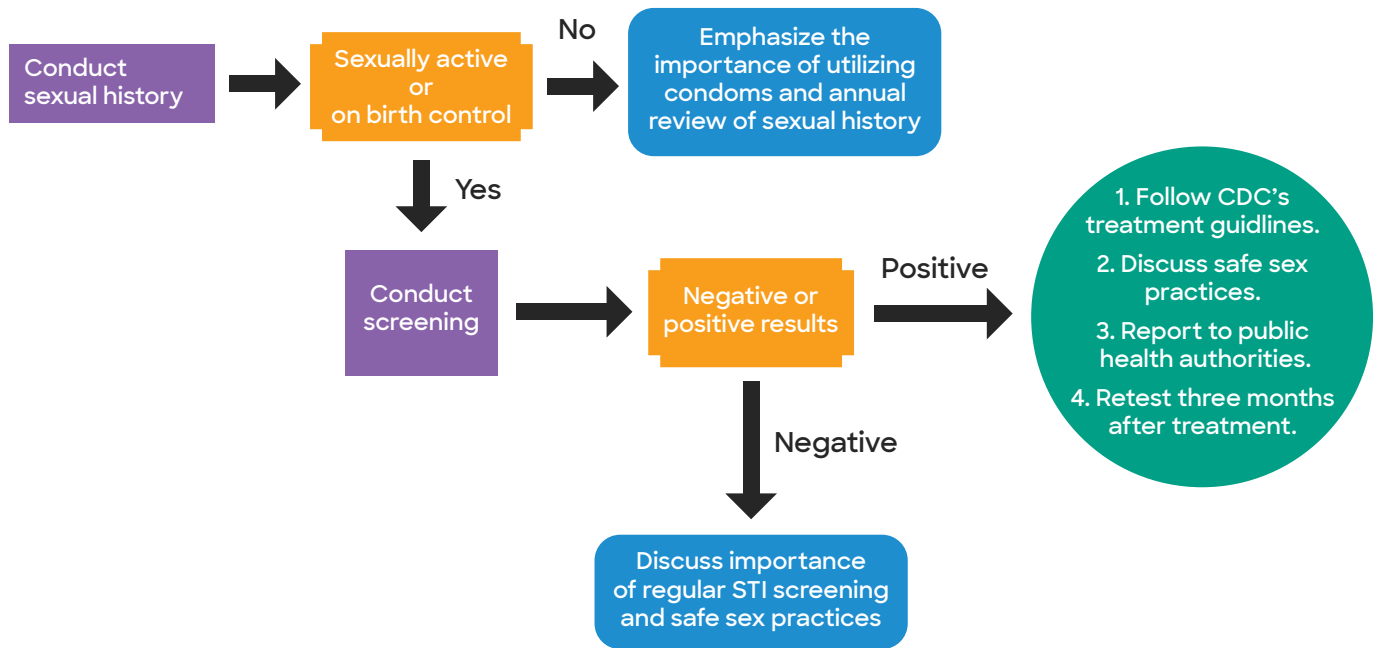 Conduct
sexual history
Sexually active
or
on birth control
No
Emphasize the
importance of utilizing
condoms and annual
review of sexual history
Yes
Conduct
screening
Negative or
positive results
Positive
1. Follow CDC’s
treatment guidlines.
2. Discuss safe sex
practices.
3. Report to public
health authorities.
4. Retest three months
after treatment.
Negative
Discuss importance
of regular STI screening
and safe sex practices